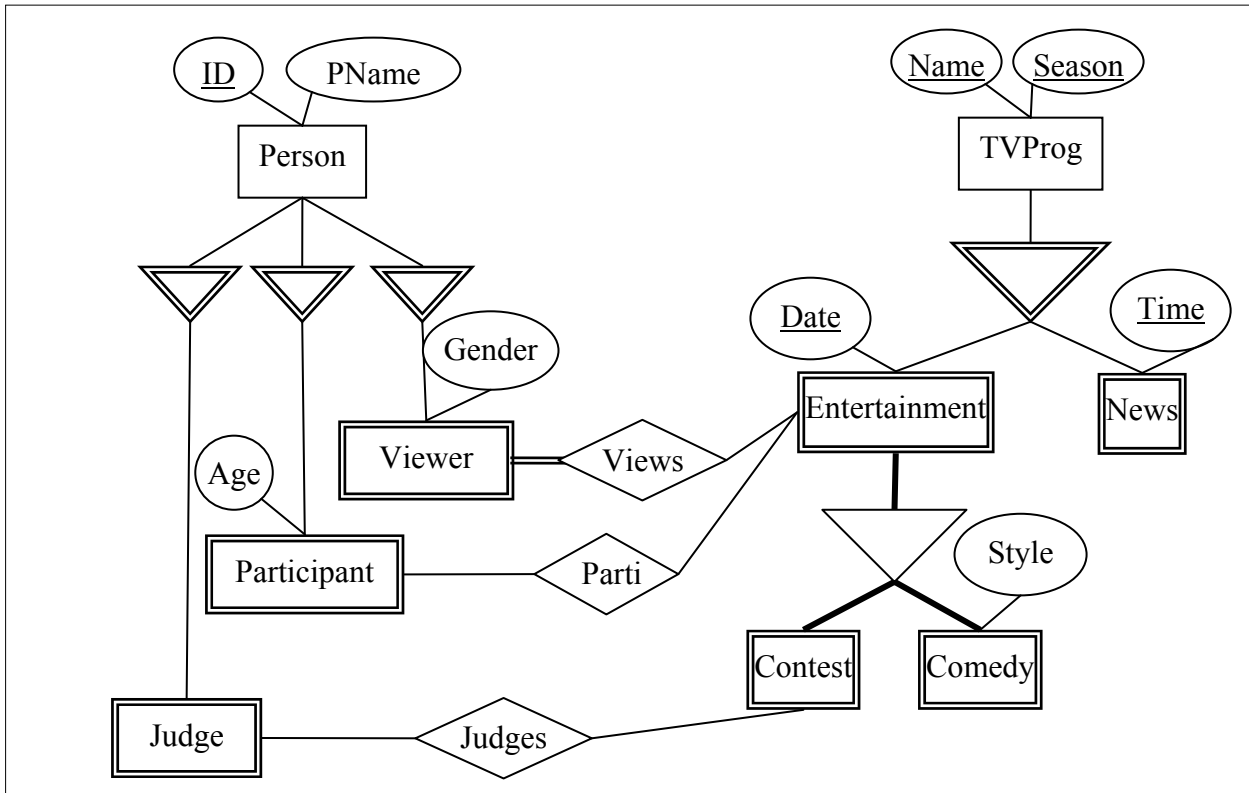 ID
PName
Name
Season
Person
TVProg
Date
Time
Gender
Entertainment
News
Viewer
Views
Age
Style
Participant
Parti
Contest
Comedy
Judge
Judges